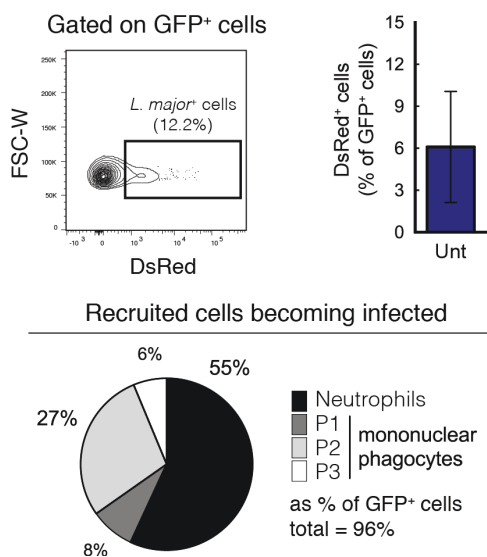 Gated on GFP⁺ cells
250K
200K
150K
100K
50K
0
FSC-W
L. major⁺ cells
(12.2%)
-10³ 0 10³ 10⁴ 10⁵
DsRed
DsRed⁺ cells
(% of GFP⁺ cells)
15
12
9
6
3
0
Unt
Recruited cells becoming infected
6%
55%
27%
8%
Neutrophils
P1
P2
P3
mononuclear
phagocytes
as % of GFP⁺ cells
total = 96%